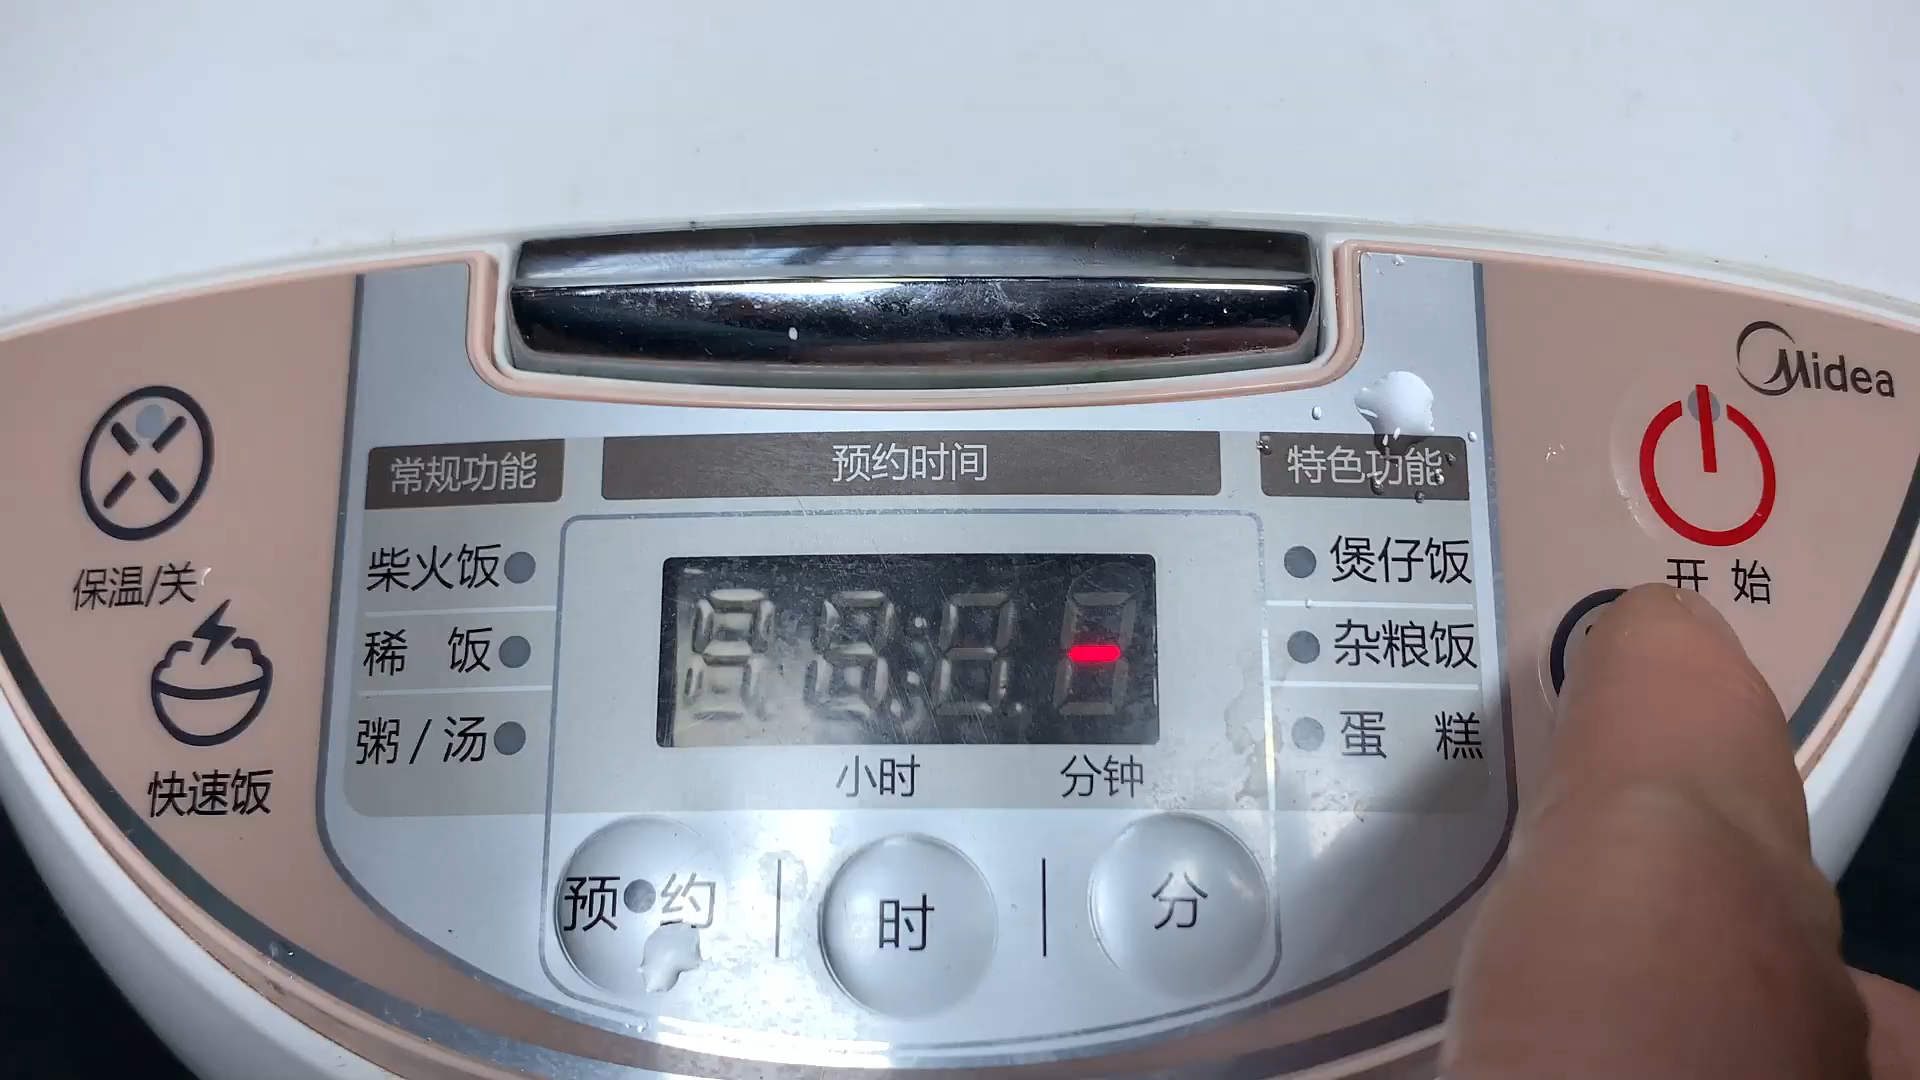 Midea
常规功能
预约时间
特色功能
柴火饭
稀 饭
粥/汤
煲仔饭
杂粮饭
蛋 糕
保温/关
快速饭
开 始
小时
分钟
预约
时
分